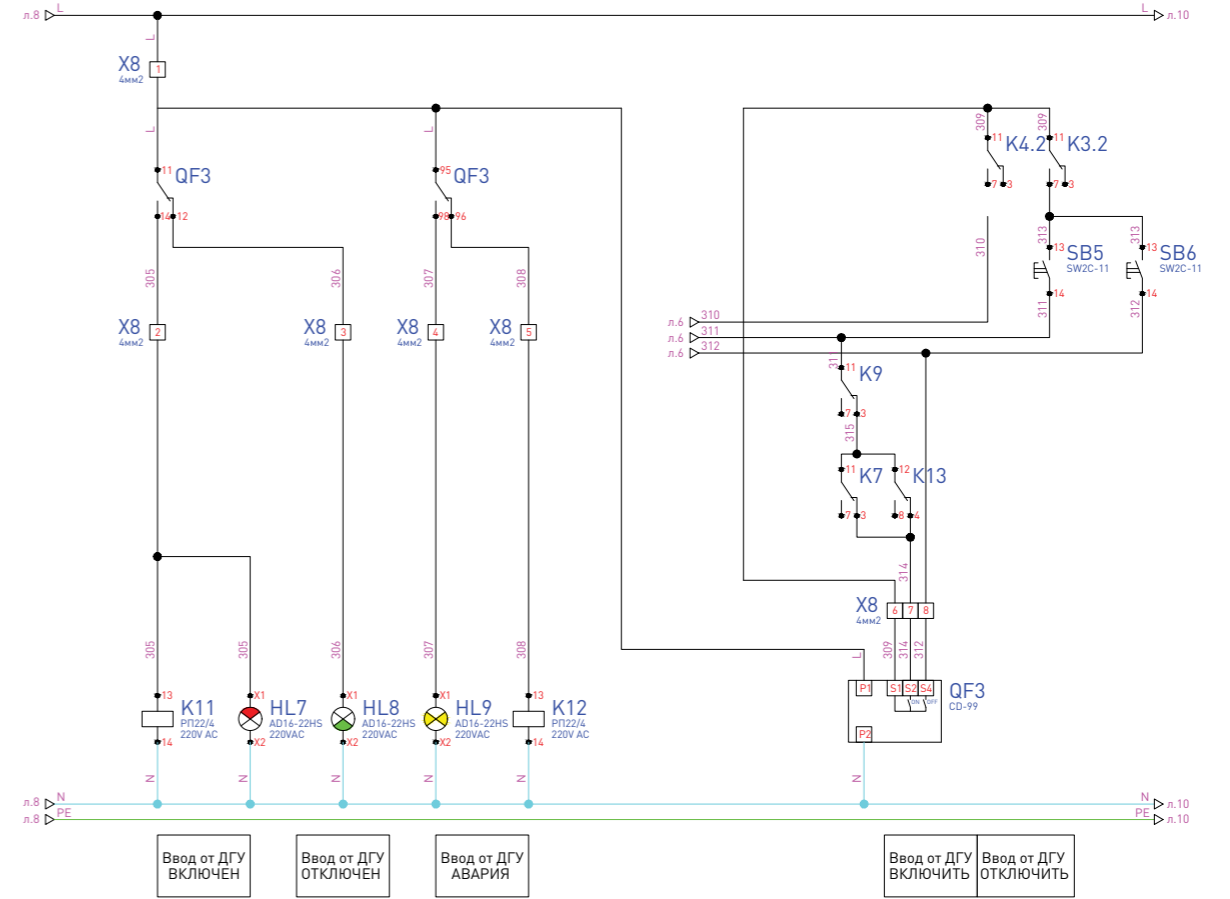 л.8 L
L л.10
L
X8
4мм2
1
L
L
309
309
11
K4.2
11
K3.2
11
QF3
95
QF3
7
3
7
3
14
12
98
96
313
313
310
13
SB5
SW2C-11
13
SB6
SW2C-11
305
306
307
308
14
14
311
312
л.6 310
л.6 311
л.6 312
X8
4мм2
2
X8
4мм2
3
X8
4мм2
4
X8
4мм2
5
311
11
K9
7
3
315
11
K7
12
K13
7
3
8
4
314
X8
4мм2
6
7
8
305
305
306
307
308
L
309
314
312
13
K11
РП22/4
220V AC
14
X1
HL7
AD16-22HS
220VAC
X2
X1
HL8
AD16-22HS
220VAC
X2
X1
HL9
AD16-22HS
220VAC
X2
13
K12
РП22/4
220V AC
14
P1
S1
S2
S4
ON
OFF
P2
QF3
CD-99
N
N
N
N
N
N
л.8 N
N л.10
л.8 PE
PE л.10
Ввод от ДГУ
ВКЛЮЧЕН
Ввод от ДГУ
ОТКЛЮЧЕН
Ввод от ДГУ
АВАРИЯ
Ввод от ДГУ
ВКЛЮЧИТЬ
Ввод от ДГУ
ОТКЛЮЧИТЬ